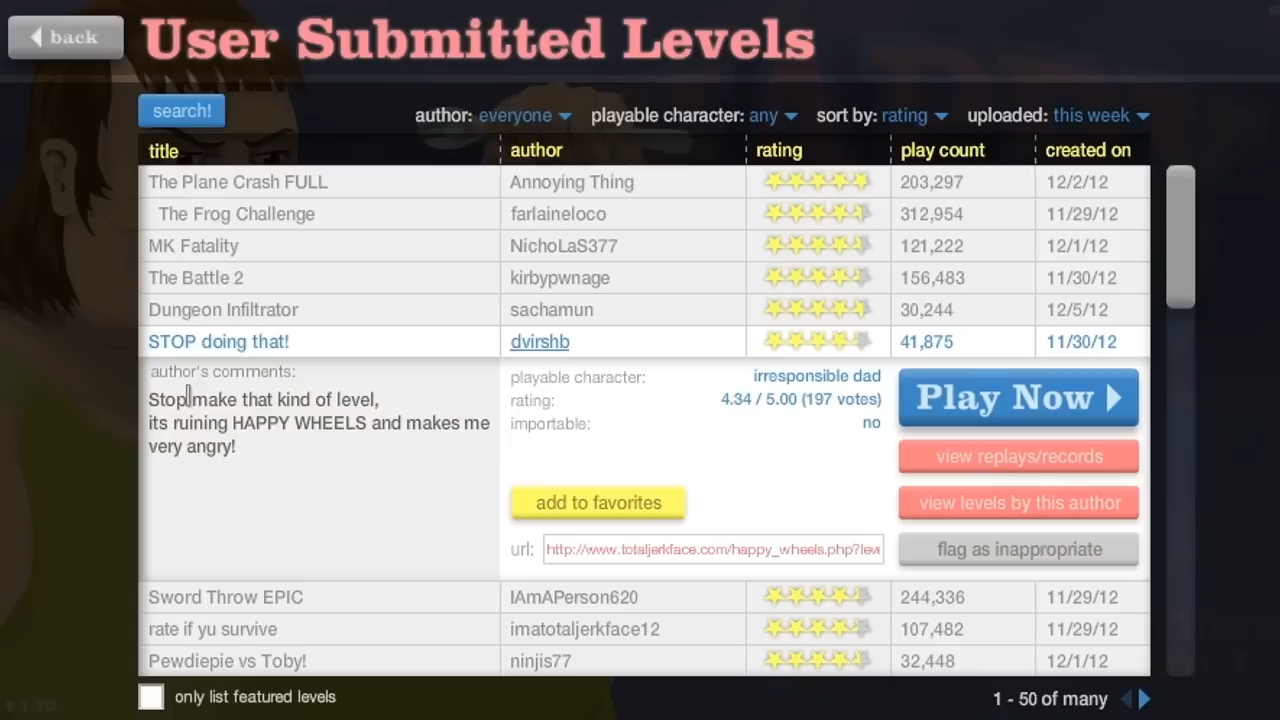 back
User Submitted Levels
search!
author: everyone playable character: any sort by: rating uploaded: this week
title author rating play count created on
The Plane Crash FULL Annoying Thing 203,297 12/2/12
The Frog Challenge farlaineloco 312,954 11/29/12
MK Fatality NichoLaS377 121,222 12/1/12
The Battle 2 kirbypwnage 156,483 11/30/12
Dungeon Infiltrator sachamun 30,244 12/5/12
STOP doing that! dvirshb 41,875 11/30/12
author's comments:
Stop make that kind of level,
its ruining HAPPY WHEELS and makes me
very angry!
playable character: irresponsible dad
rating: 4.34 / 5.00 (197 votes)
importable: no
add to favorites
url: http://www.totaljerkface.com/happy_wheels.php?leve
Play Now
view replays/records
view levels by this author
flag as inappropriate
Sword Throw EPIC IAmAPerson620 244,336 11/29/12
rate if yu survive imatotaljerkface12 107,482 11/29/12
Pewdiepie vs Toby! ninjis77 32,448 12/1/12
only list featured levels
1 - 50 of many